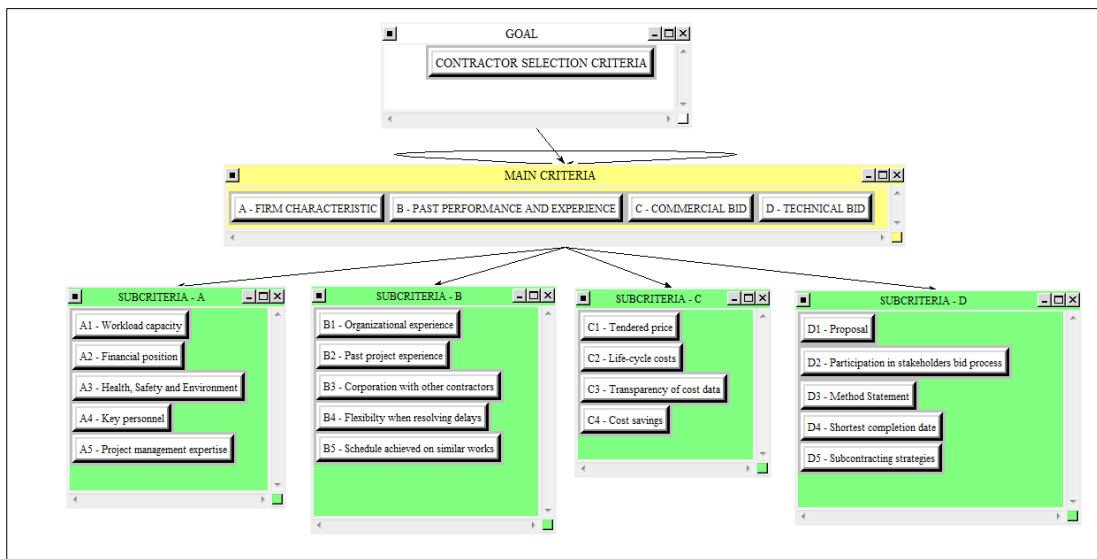 GOAL
CONTRACTOR SELECTION CRITERIA
MAIN CRITERIA
A - FIRM CHARACTERISTIC
B - PAST PERFORMANCE AND EXPERIENCE
C - COMMERCIAL BID
D - TECHNICAL BID
SUBCRITERIA - A
A1 - Workload capacity
A2 - Financial position
A3 - Health, Safety and Environment
A4 - Key personnel
A5 - Project management expertise
SUBCRITERIA - B
B1 - Organizational experience
B2 - Past project experience
B3 - Corporation with other contractors
B4 - Flexibilty when resolving delays
B5 - Schedule achieved on similar works
SUBCRITERIA - C
C1 - Tendered price
C2 - Life-cycle costs
C3 - Transparency of cost data
C4 - Cost savings
SUBCRITERIA - D
D1 - Proposal
D2 - Participation in stakeholders bid process
D3 - Method Statement
D4 - Shortest completion date
D5 - Subcontracting strategies